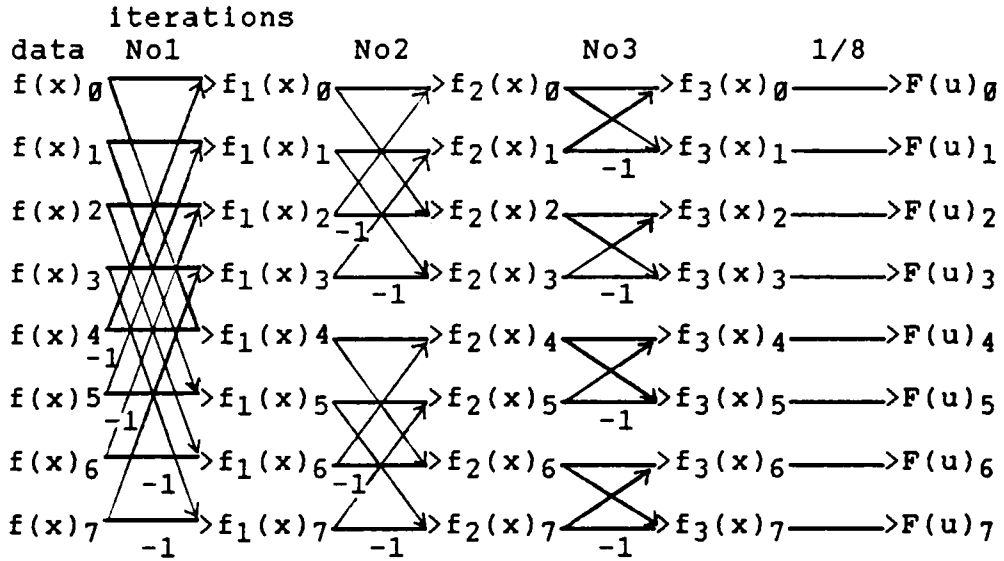 iterations
data No1 No2 No3 1/8
f(x)0 f1(x)0 f2(x)0 f3(x)0 F(u)0
f(x)1 f1(x)1 f2(x)1 f3(x)1 F(u)1
-1
f(x)2 f1(x)2 f2(x)2 f3(x)2 F(u)2
-1
f(x)3 f1(x)3 f2(x)3 f3(x)3 F(u)3
-1 -1
f(x)4 f1(x)4 f2(x)4 f3(x)4 F(u)4
-1
f(x)5 f1(x)5 f2(x)5 f3(x)5 F(u)5
-1 -1
f(x)6 f1(x)6 f2(x)6 f3(x)6 F(u)6
-1 -1
f(x)7 f1(x)7 f2(x)7 f3(x)7 F(u)7
-1 -1 -1